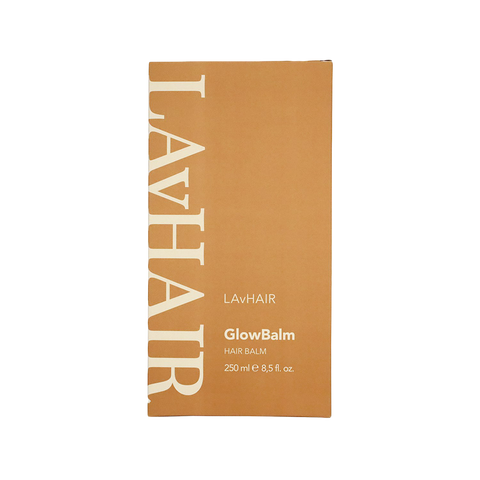 LAvHAIR
LAvHAIR
GlowBalm
HAIR BALM
250 ml ℮ 8,5 fl. oz.